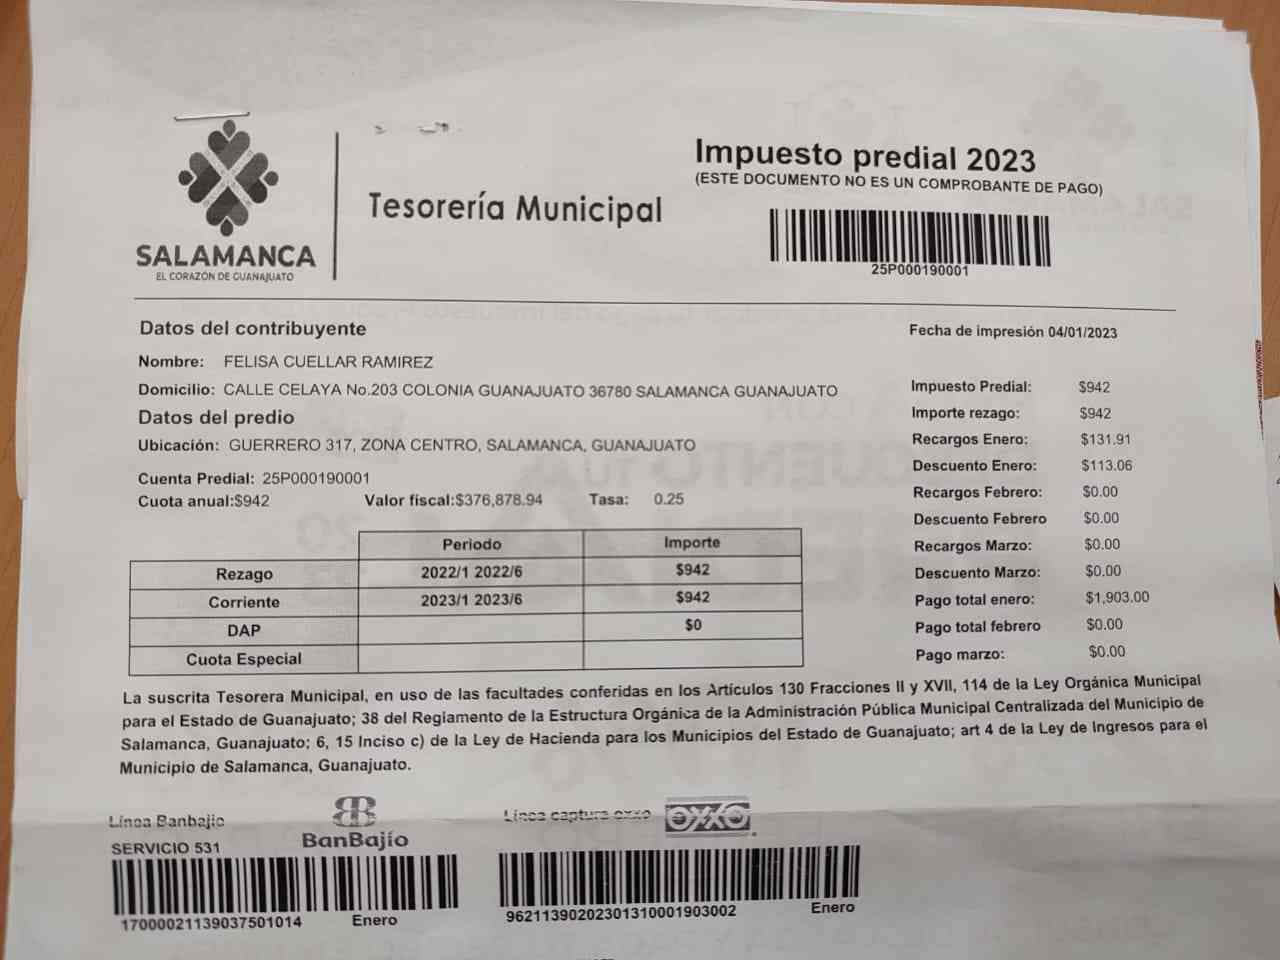 Impuesto predial 2023
(ESTE DOCUMENTO NO ES UN COMPROBANTE DE PAGO)
Tesorería Municipal
SALAMANCA
EL CORAZÓN DE GUANAJUATO
25P000190001
Datos del contribuyente
Fecha de impresión 04/01/2023
Nombre: FELISA CUELLAR RAMIREZ
Domicilio: CALLE CELAYA No.203 COLONIA GUANAJUATO 36780 SALAMANCA GUANAJUATO
Datos del predio
Ubicación: GUERRERO 317, ZONA CENTRO, SALAMANCA, GUANAJUATO
Cuenta Predial: 25P000190001
Cuota anual:$942 Valor fiscal:$376,878.94 Tasa: 0.25
Periodo Importe
Rezago 2022/1 2022/6 $942
Corriente 2023/1 2023/6 $942
DAP $0
Cuota Especial
Impuesto Predial: $942
Importe rezago: $942
Recargos Enero: $131.91
Descuento Enero: $113.06
Recargos Febrero: $0.00
Descuento Febrero $0.00
Recargos Marzo: $0.00
Descuento Marzo: $0.00
Pago total enero: $1,903.00
Pago total febrero $0.00
Pago marzo: $0.00
La suscrita Tesorera Municipal, en uso de las facultades conferidas en los Artículos 130 Fracciones II y XVII, 114 de la Ley Orgánica Municipal
para el Estado de Guanajuato; 38 del Reglamento de la Estructura Orgánica de la Administración Pública Municipal Centralizada del Municipio de
Salamanca, Guanajuato; 6, 15 Inciso c) de la Ley de Hacienda para los Municipios del Estado de Guanajuato; art 4 de la Ley de Ingresos para el
Municipio de Salamanca, Guanajuato.
Línea Banbajio
SERVICIO 531
BanBajío
17000021139037501014 Enero
Línea captura oxxo OXXO
96211390202301310001903002 Enero